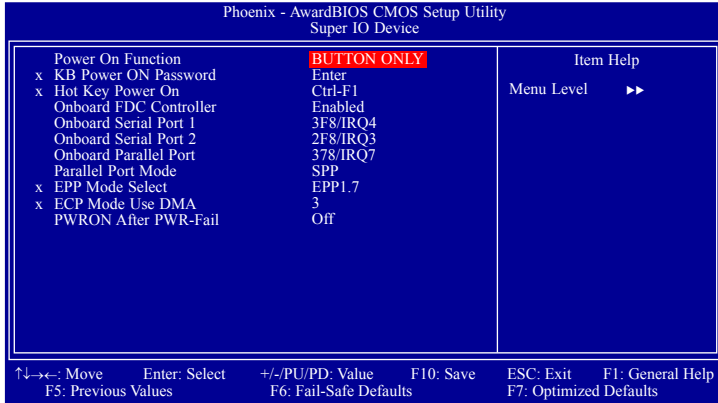 Phoenix - AwardBIOS CMOS Setup Utility
Super IO Device
Power On Function BUTTON ONLY
x KB Power ON Password Enter
x Hot Key Power On Ctrl-F1
Onboard FDC Controller Enabled
Onboard Serial Port 1 3F8/IRQ4
Onboard Serial Port 2 2F8/IRQ3
Onboard Parallel Port 378/IRQ7
Parallel Port Mode SPP
x EPP Mode Select EPP1.7
x ECP Mode Use DMA 3
PWRON After PWR-Fail Off
Item Help
Menu Level ▶▶
↑↓→←: Move Enter: Select +/-/PU/PD: Value F10: Save ESC: Exit F1: General Help
F5: Previous Values F6: Fail-Safe Defaults F7: Optimized Defaults